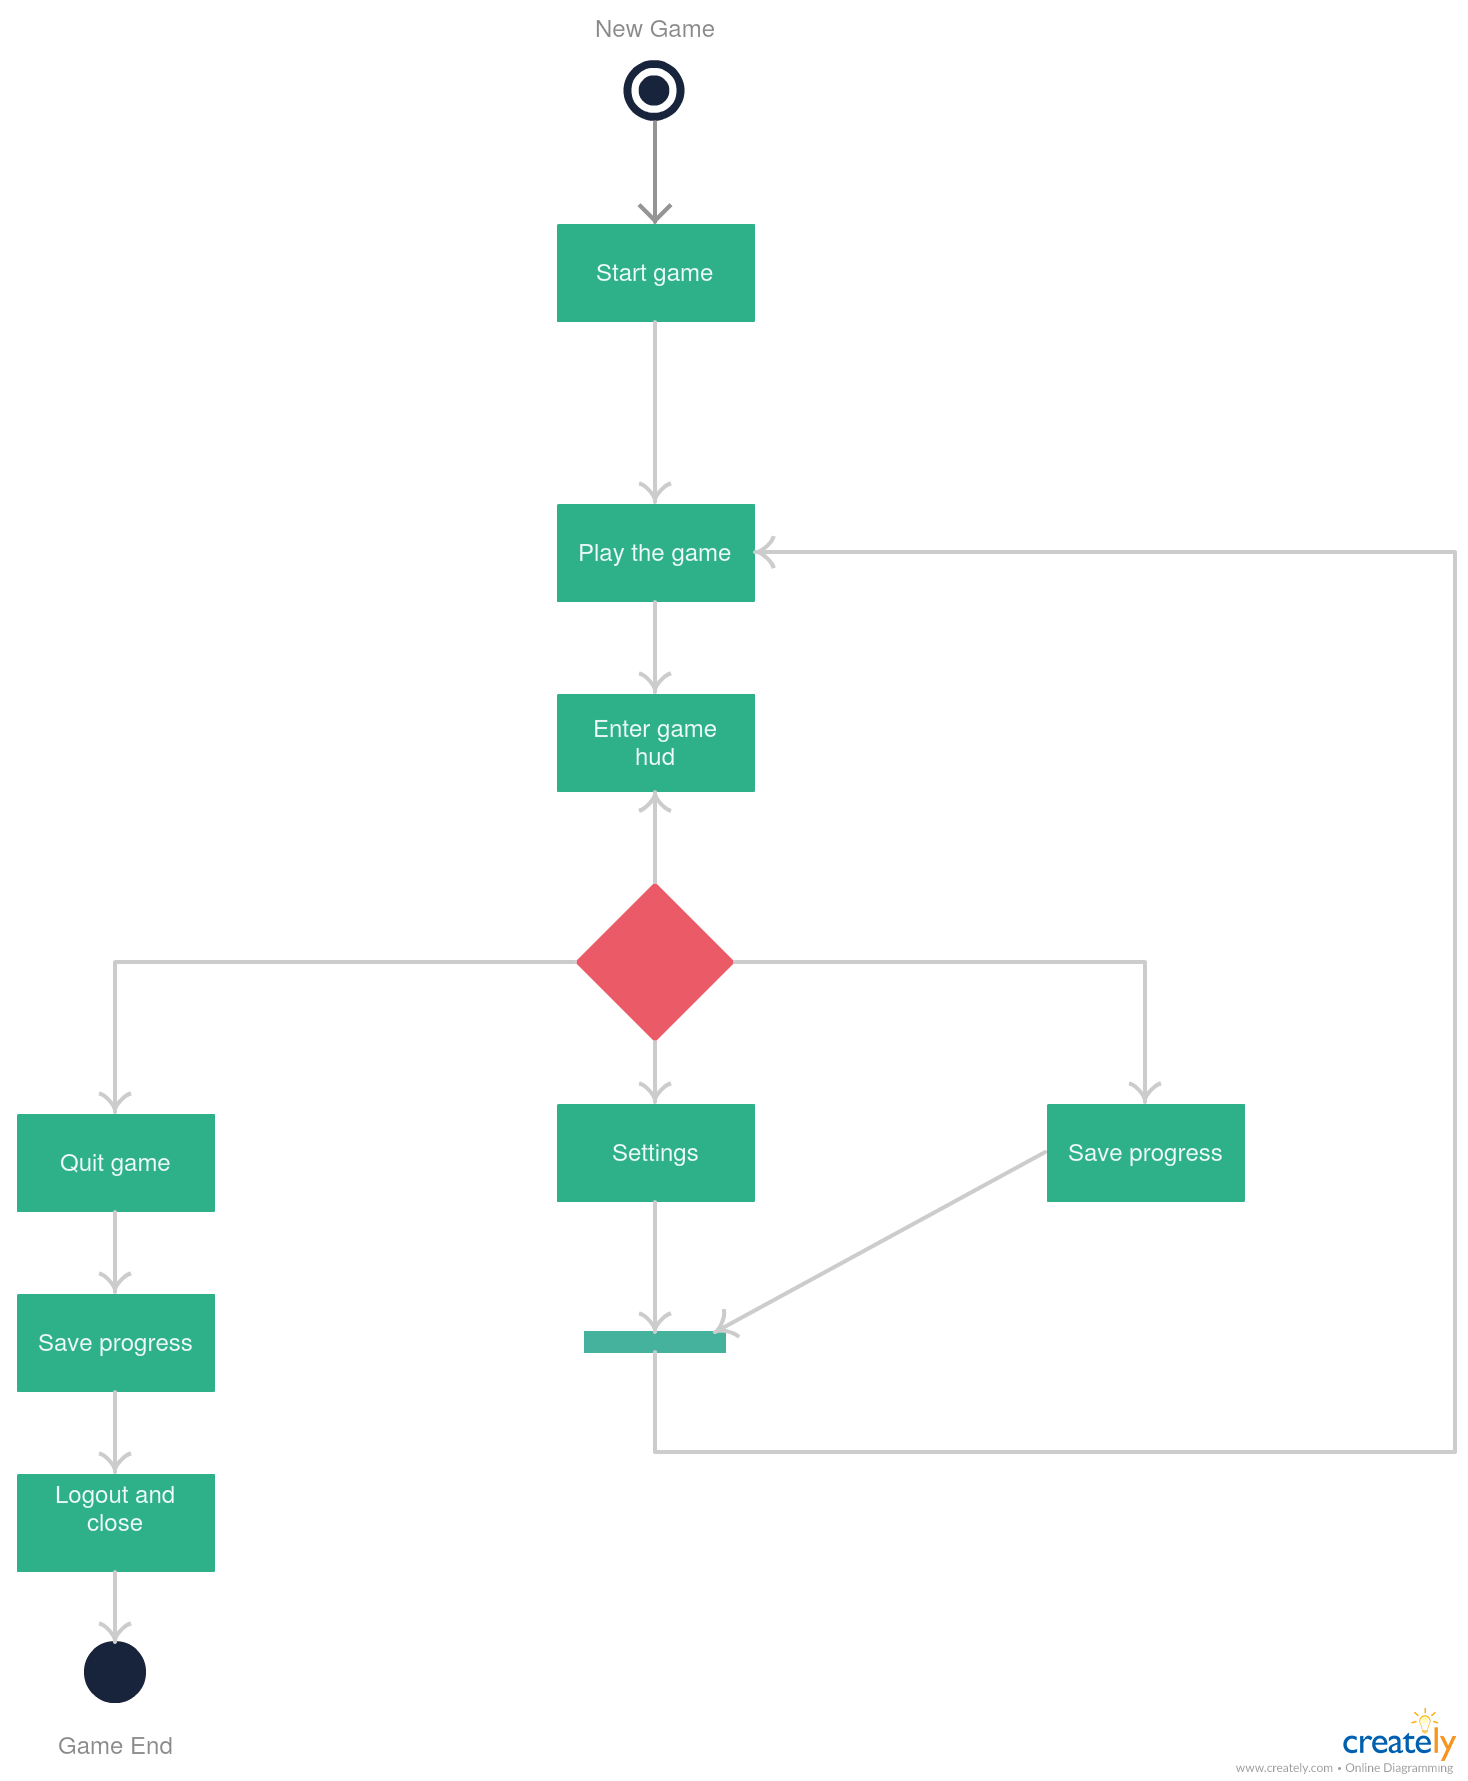 New Game
Start game
Play the game
Enter game
hud
Quit game
Settings
Save progress
Save progress
Logout and
close
Game End
creately
www.creately.com • Online Diagramming